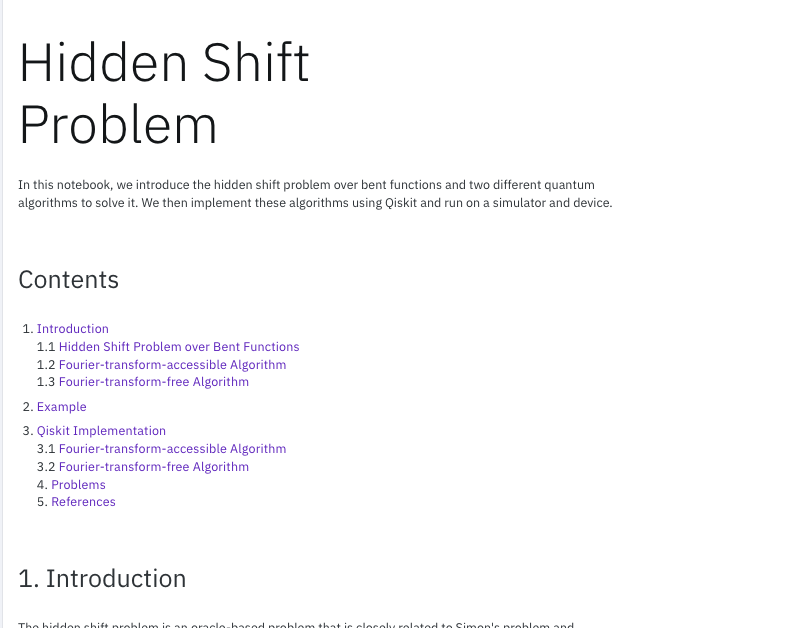 Hidden Shift
Problem
In this notebook, we introduce the hidden shift problem over bent functions and two different quantum
algorithms to solve it. We then implement these algorithms using Qiskit and run on a simulator and device.
Contents
1. Introduction
1.1 Hidden Shift Problem over Bent Functions
1.2 Fourier-transform-accessible Algorithm
1.3 Fourier-transform-free Algorithm
2. Example
3. Qiskit Implementation
3.1 Fourier-transform-accessible Algorithm
3.2 Fourier-transform-free Algorithm
4. Problems
5. References
1. Introduction
The hidden shift problem is an oracle-based problem that is closely related to Simon's problem and